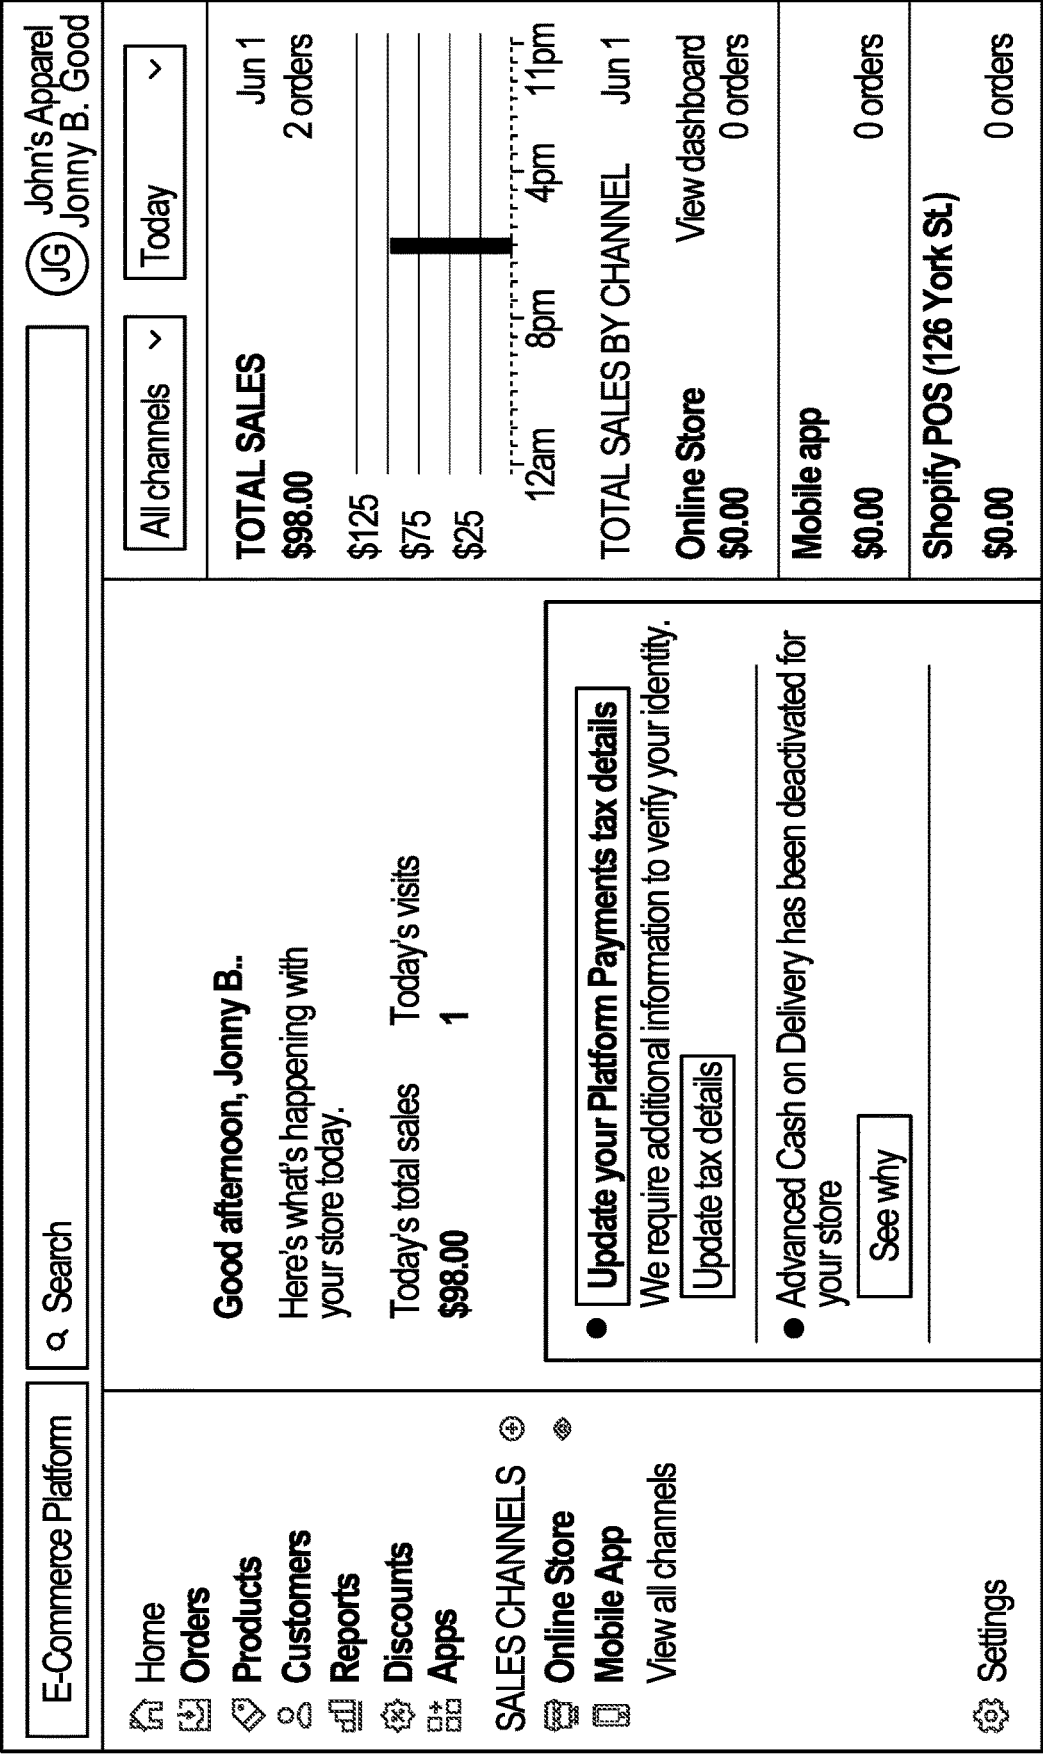 E-Commerce Platform
Search
JG
John's Apparel
Jonny B. Good
Home
Orders
Products
Customers
Reports
Discounts
Apps
SALES CHANNELS
Online Store
Mobile App
View all channels
Settings
Good afternoon, Jonny B..
Here's what's happening with
your store today.
Today's total sales Today's visits
$98.00 1
Update your Platform Payments tax details
We require additional information to verify your identity.
Update tax details
Advanced Cash on Delivery has been deactivated for
your store
See why
All channels Today
TOTAL SALES Jun 1
$98.00 2 orders
$125
$75
$25
12am 8pm 4pm 11pm
TOTAL SALES BY CHANNEL Jun 1
Online Store View dashboard
$0.00 0 orders
Mobile app
$0.00 0 orders
Shopify POS (126 York St.)
$0.00 0 orders